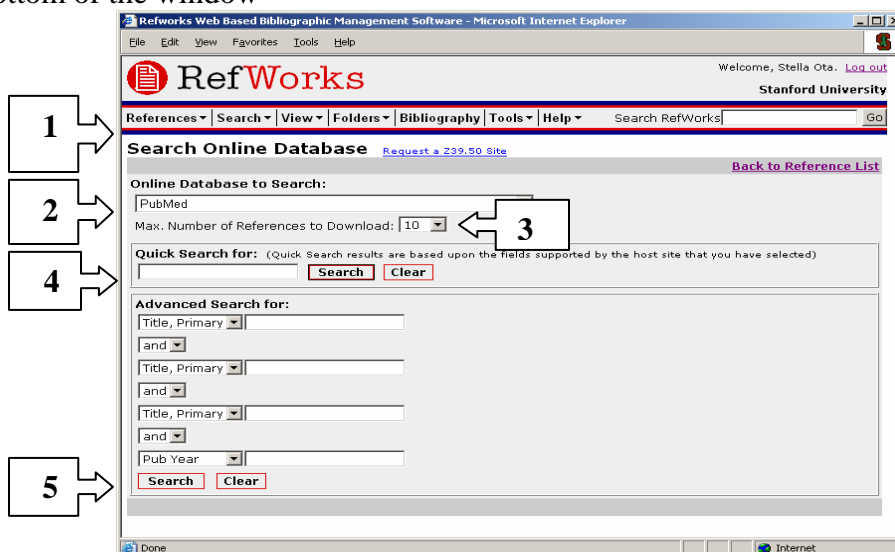 ottom of the window
Refworks Web Based Bibliographic Management Software - Microsoft Internet Explorer
File Edit View Favorites Tools Help
RefWorks
Welcome, Stella Ota. Log out
Stanford University
References Search View Folders Bibliography Tools Help Search RefWorks Go
1
Search Online Database Request a Z39.50 Site
Back to Reference List
Online Database to Search:
PubMed
2
Max. Number of References to Download: 10
3
Quick Search for: (Quick Search results are based upon the fields supported by the host site that you have selected)
Search Clear
4
Advanced Search for:
Title, Primary
and
Title, Primary
and
Title, Primary
and
Pub Year
Search Clear
5
Done Internet